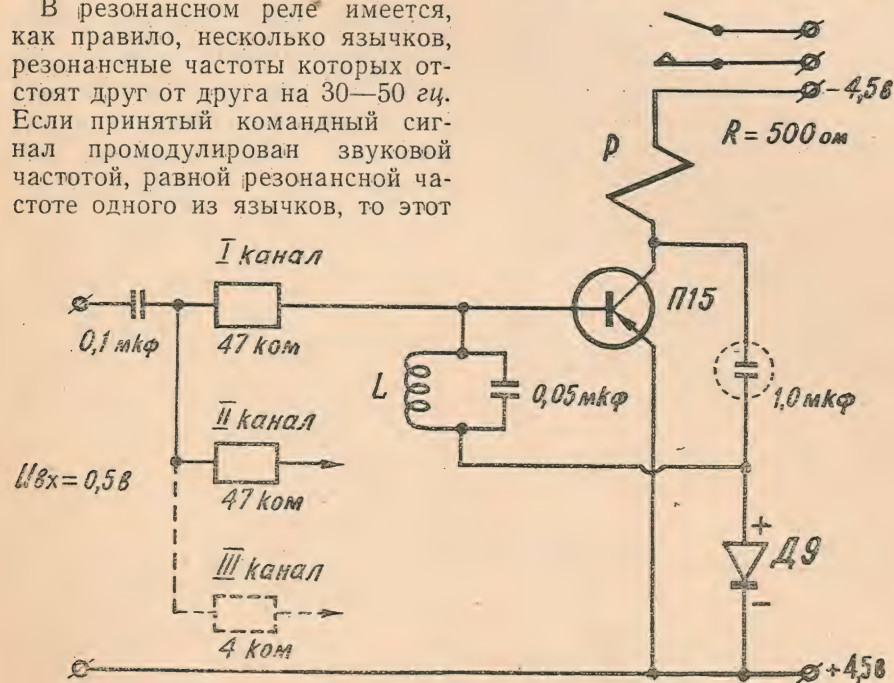 В резонансном реле имеется,
как правило, несколько язычков,
резонансные частоты которых от-
стоят друг от друга на 30—50 гц.
Если принятый командный сиг-
нал промодулирован звуковой
частотой, равной резонансной ча-
стоте одного из язычков, то этот
-4,5в
R = 500 ом
Р
I канал
0,1 мкф
47 ком
П15
L
0,05мкф
1,0мкф
II канал
47 ком
Uвх = 0,5в
III канал
4 ком
+
Д9
-
+4,5в